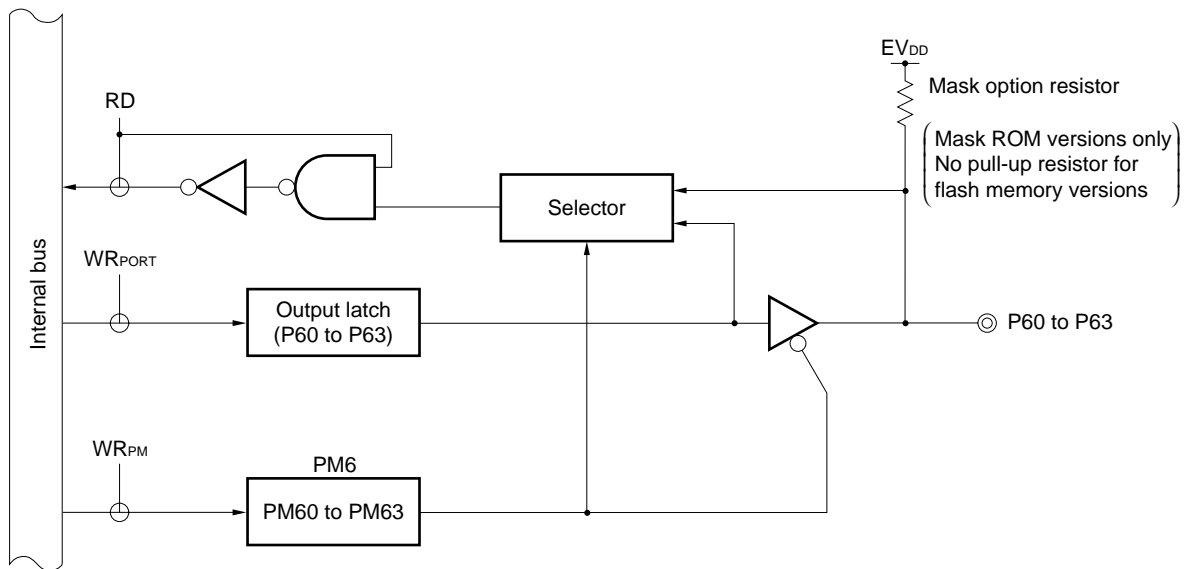 EVDD
Mask option resistor
RD
Mask ROM versions only
No pull-up resistor for
flash memory versions
Selector
Internal bus
WRPORT
Output latch
(P60 to P63)
P60 to P63
WRPM
PM6
PM60 to PM63